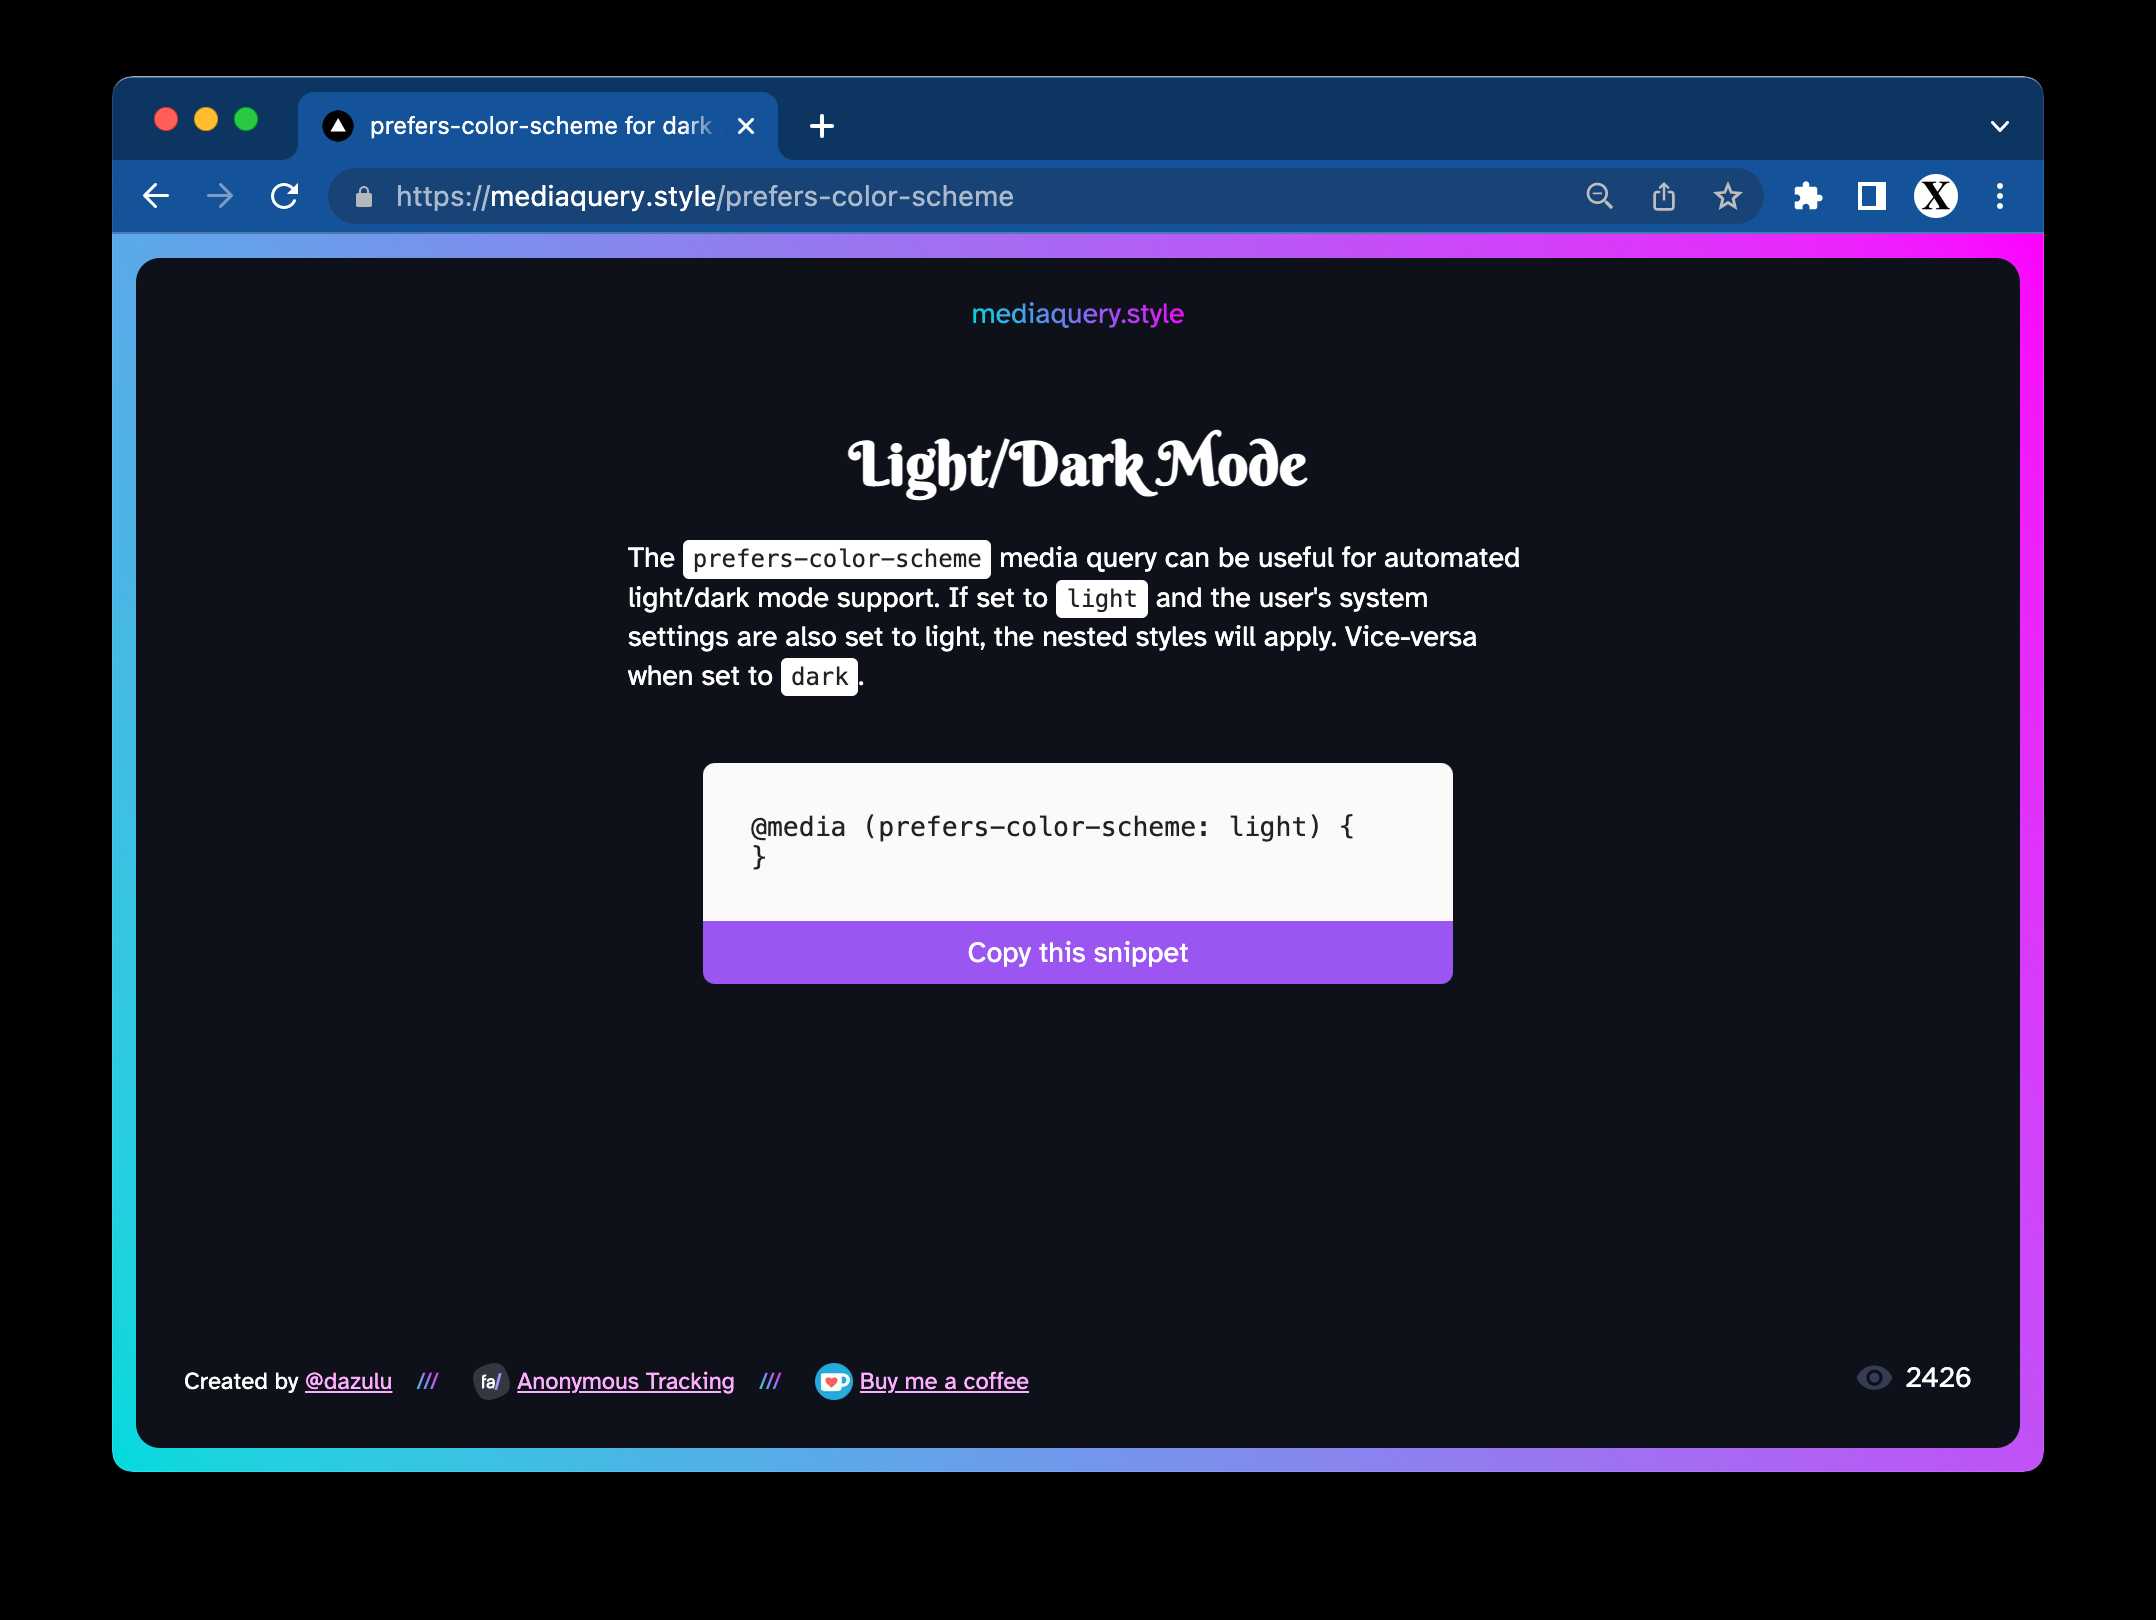 prefers-color-scheme for dark
https://mediaquery.style/prefers-color-scheme
X
mediaquery.style
Light/Dark Mode
The prefers-color-scheme media query can be useful for automated
light/dark mode support. If set to light and the user's system
settings are also set to light, the nested styles will apply. Vice-versa
when set to dark.
@media (prefers-color-scheme: light) {
}
Copy this snippet
Created by @dazulu /// fa/ Anonymous Tracking /// Buy me a coffee
2426